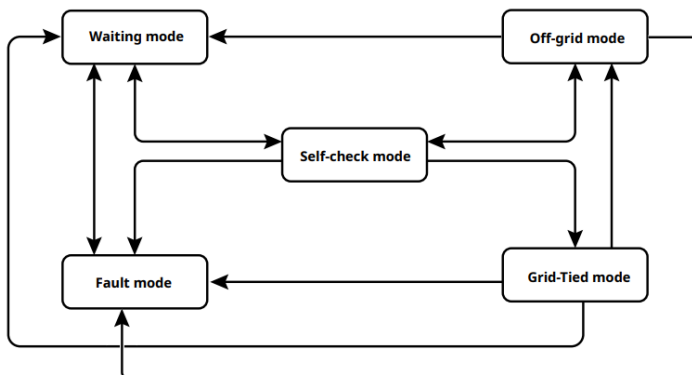 Waiting mode
Off-grid mode
Self-check mode
Fault mode
Grid-Tied mode